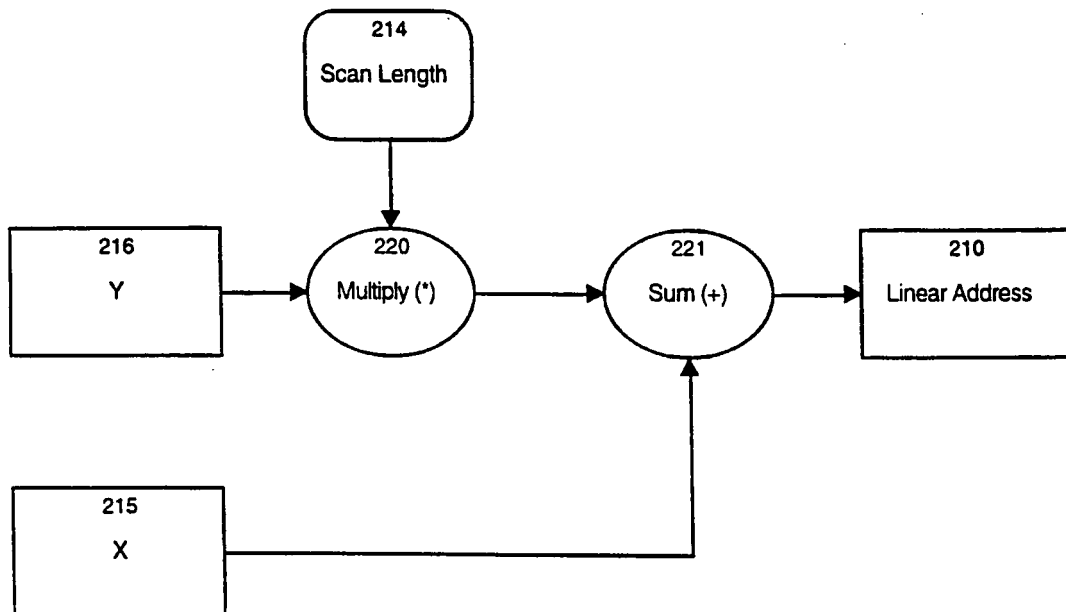 214
Scan Length
216
Y
220
Multiply (*)
221
Sum (+)
210
Linear Address
215
X